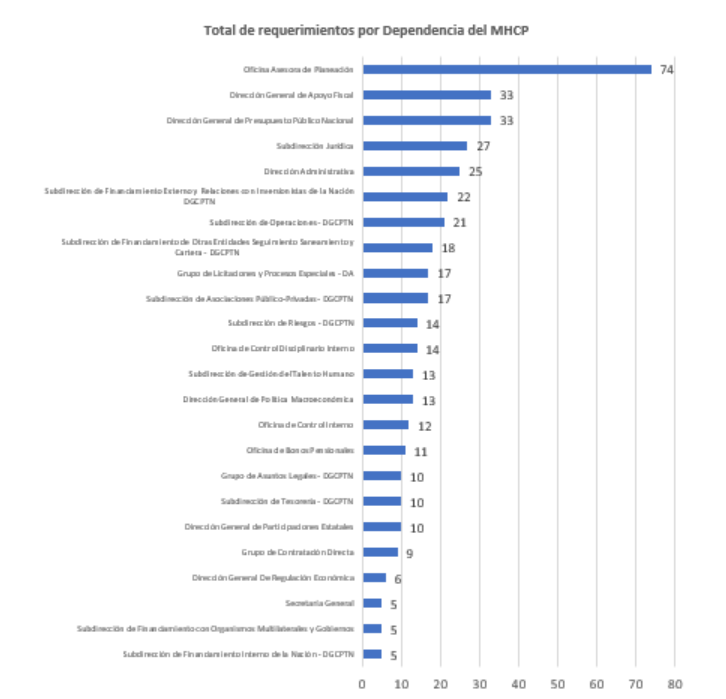 Total de requerimientos por Dependencia del MHCP
Oficina Asesora de Planeación 74
Dirección General de Apoyo Fiscal 33
Dirección General de Presupuesto Público Nacional 33
Subdirección Jurídica 27
Dirección Administrativa 25
Subdirección de Financiamiento Externo y Relaciones con Inversionistas de la Nación
DGCPTN 22
Subdirección de Operaciones - DGCPTN 21
Subdirección de Financiamiento de Otras Entidades Seguimiento Saneamiento y
Cartera - DGCPTN 18
Grupo de Licitaciones y Procesos Especiales - DA 17
Subdirección de Asociaciones Público-Privadas - DGCPTN 17
Subdirección de Riesgos - DGCPTN 14
Oficina de Control Disciplinario Interno 14
Subdirección de Gestión del Talento Humano 13
Dirección General de Política Macroeconómica 13
Oficina de Control Interno 12
Oficina de Bonos Pensionales 11
Grupo de Asuntos Legales - DGCPTN 10
Subdirección de Tesorería - DGCPTN 10
Dirección General de Participaciones Estatales 10
Grupo de Contratación Directa 9
Dirección General De Regulación Económica 6
Secretaria General 5
Subdirección de Financiamiento con Organismos Multilaterales y Gobiernos 5
Subdirección de Financiamiento Interno de la Nación - DGCPTN 5
0 10 20 30 40 50 60 70 80